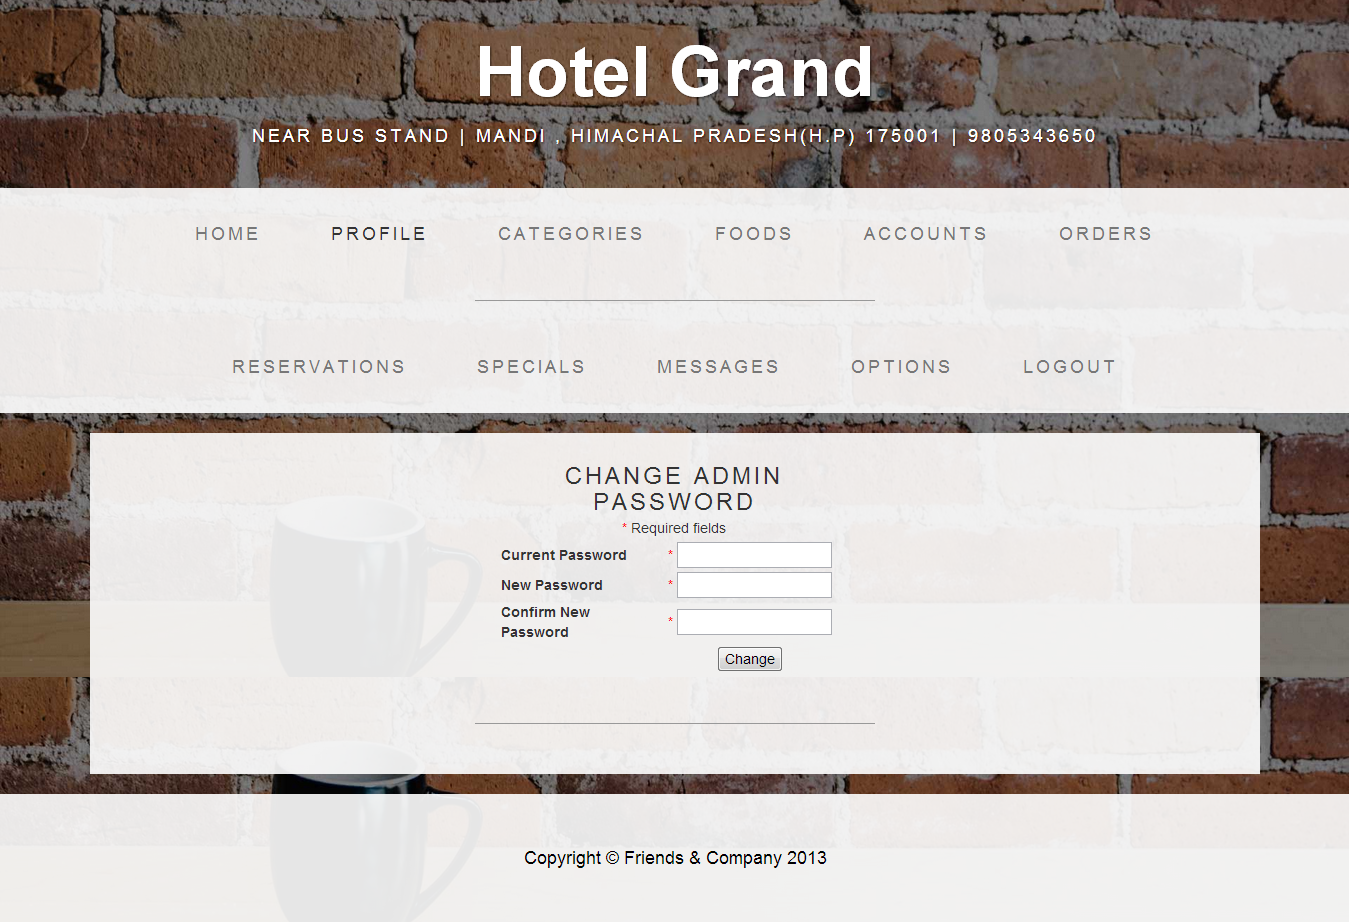 Hotel Grand
NEAR BUS STAND | MANDI , HIMACHAL PRADESH(H.P) 175001 | 9805343650
HOME PROFILE CATEGORIES FOODS ACCOUNTS ORDERS
RESERVATIONS SPECIALS MESSAGES OPTIONS LOGOUT
CHANGE ADMIN
PASSWORD
* Required fields
Current Password *
New Password *
Confirm New
Password *
Change
Copyright © Friends & Company 2013